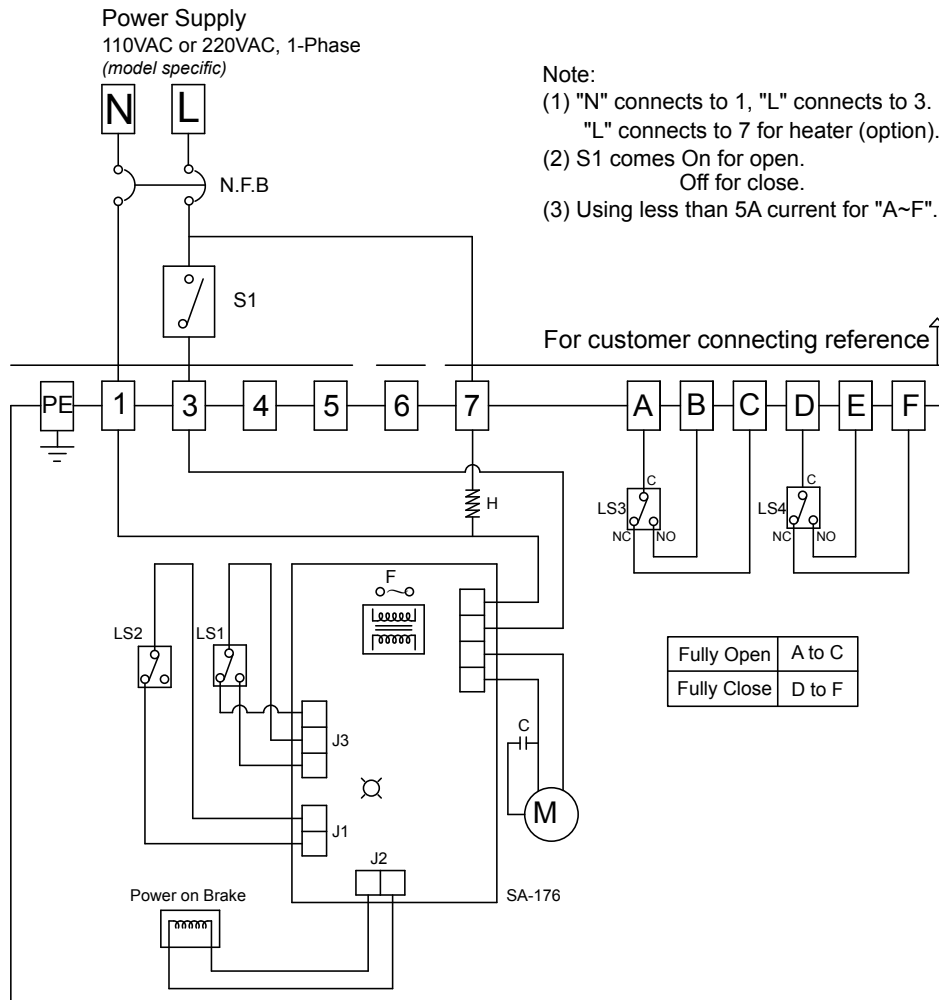 Power Supply
110VAC or 220VAC, 1-Phase
(model specific)
N L
N.F.B
S1
Note:
(1) "N" connects to 1, "L" connects to 3.
"L" connects to 7 for heater (option).
(2) S1 comes On for open.
Off for close.
(3) Using less than 5A current for "A~F".
For customer connecting reference
PE 1 3 4 5 6 7 A B C D E F
H
LS3 C NC NO
LS4 C NC NO
F
LS2 LS1
J3
J1
J2
C
M
SA-176
Power on Brake
Fully Open A to C
Fully Close D to F